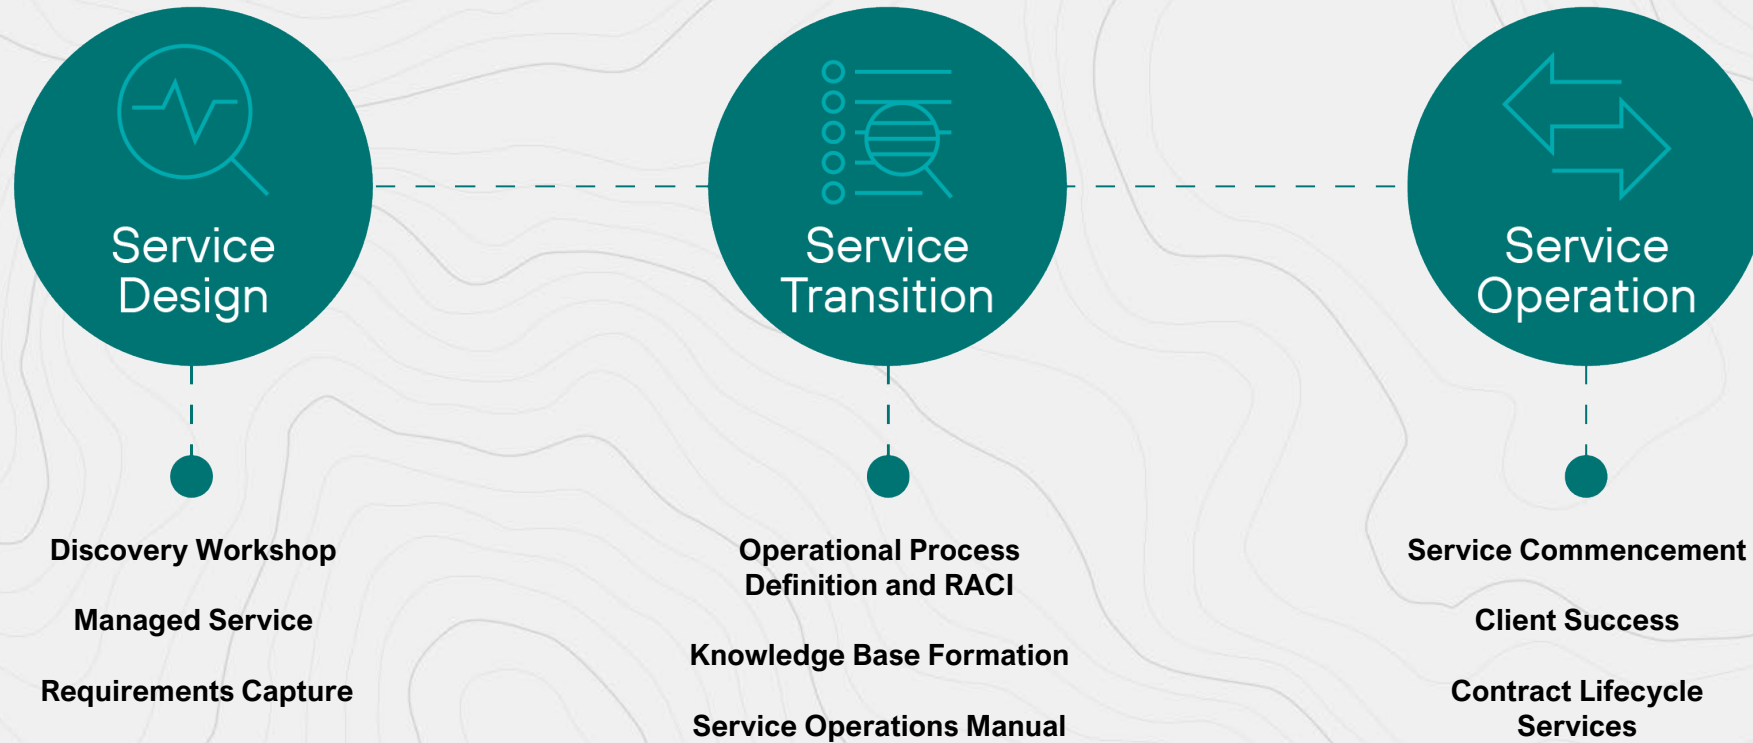 Service
Design
Discovery Workshop
Managed Service
Requirements Capture
Service
Transition
Operational Process
Definition and RACI
Knowledge Base Formation
Service Operations Manual
Service
Operation
Service Commencement
Client Success
Contract Lifecycle
Services